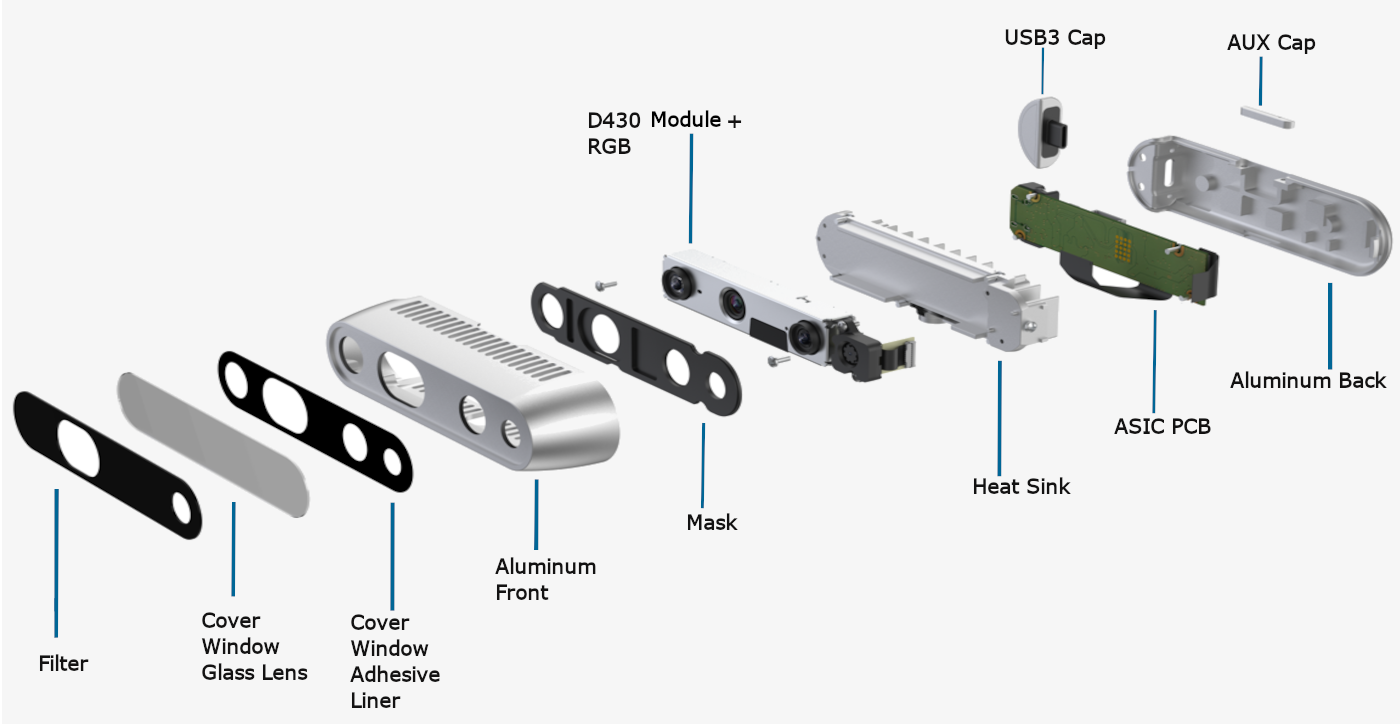 USB3 Cap
AUX Cap
D430 Module +
RGB
Aluminum Back
ASIC PCB
Heat Sink
Mask
Aluminum
Front
Cover
Window
Glass Lens
Cover
Window
Adhesive
Liner
Filter